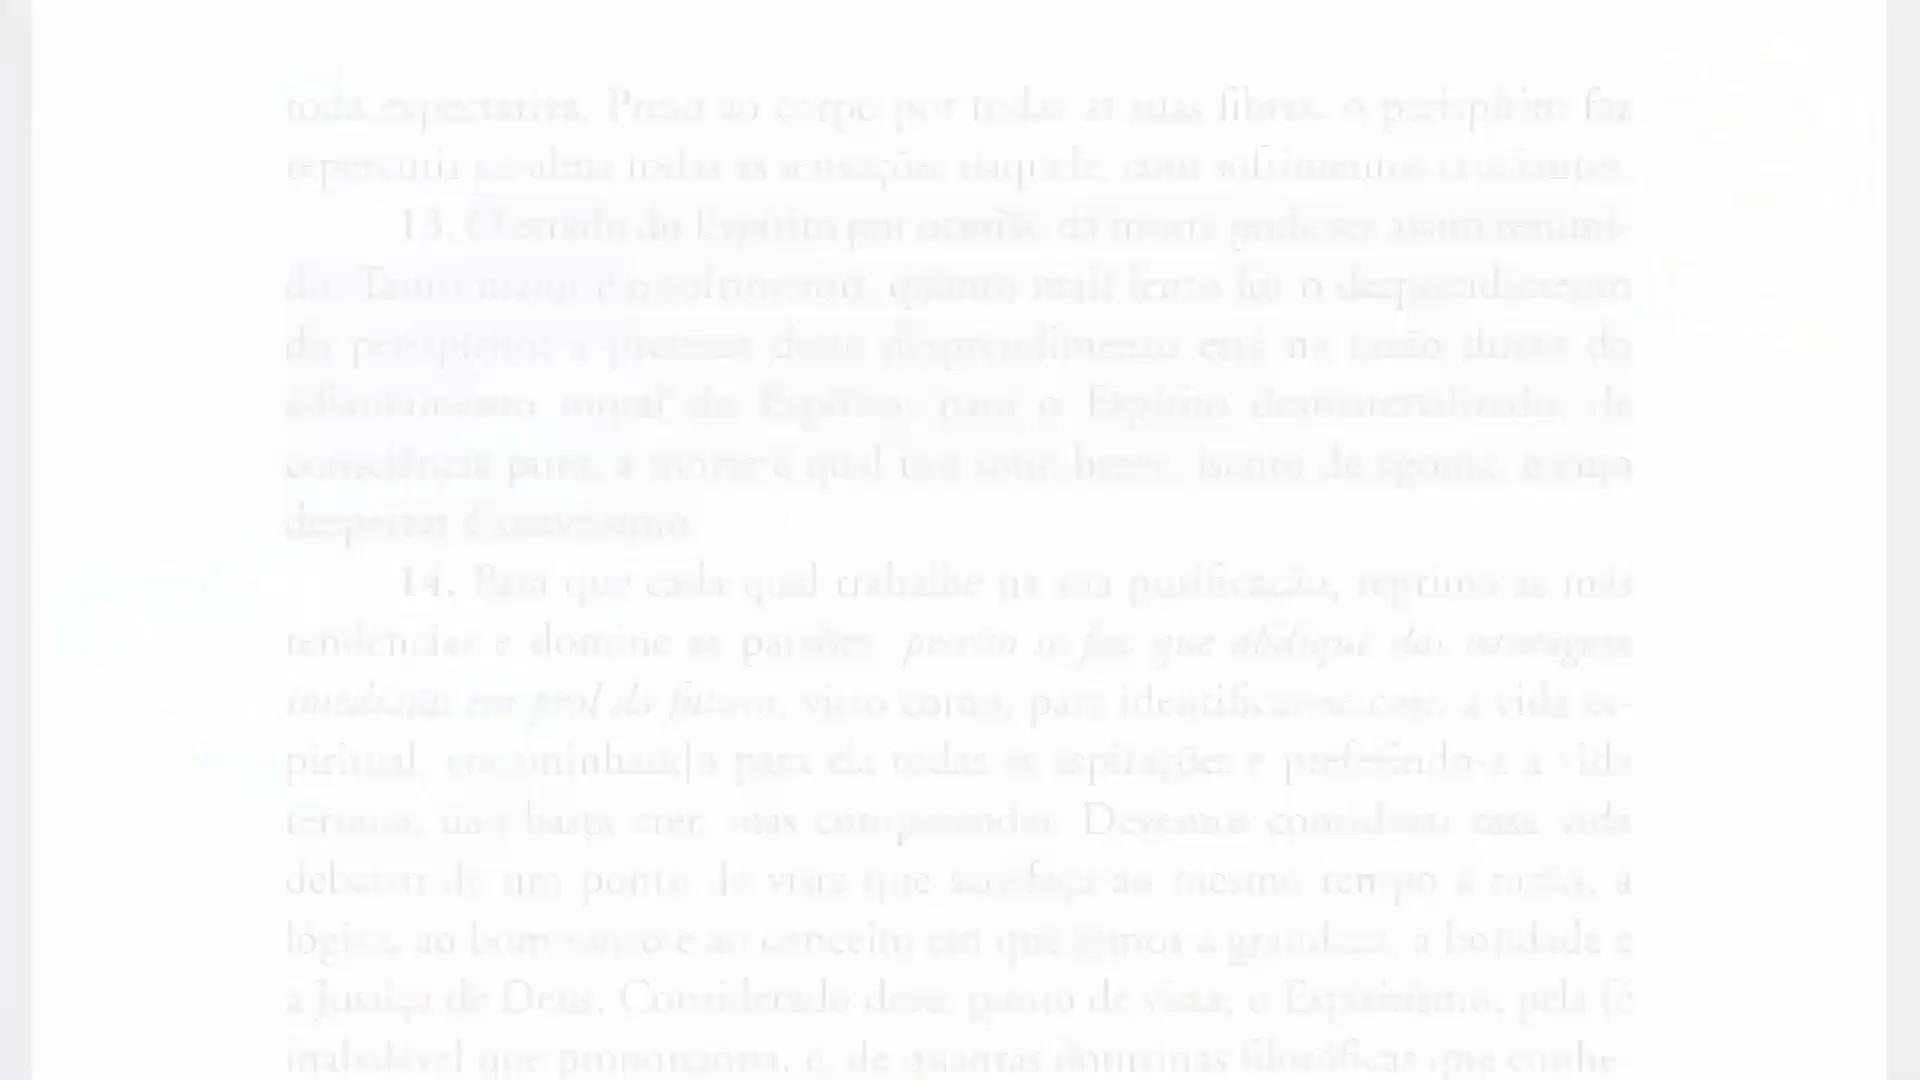 toda expectativa. Preso ao corpo por todas as suas fibras, o perispírito faz
repercutir na alma todas as sensações daquele, com sofrimentos cruciantes.
13. O estado do Espírito por ocasião da morte pode ser assim resumi-
do: Tanto maior é o sofrimento, quanto mais lento for o desprendimento
do perispírito; a presteza deste desprendimento está na razão direta do
adiantamento moral do Espírito; para o Espírito desmaterializado, de
consciência pura, a morte é qual um sono breve, isento de agonia, e cujo
despertar é suavíssimo.
14. Para que cada qual trabalhe na sua purificação, reprima as más
tendências e domine as paixões, preciso se faz que abdique das vantagens
imediatas em prol do futuro, visto como, para identificar-se com a vida es-
piritual, encaminhando para ela todas as aspirações e preferindo-a à vida
terrena, não basta crer, mas compreender. Devemos considerar essa vida
debaixo de um ponto de vista que satisfaça ao mesmo tempo à razão, à
lógica, ao bom senso e ao conceito em que temos a grandeza, a bondade e
a justiça de Deus. Considerado deste ponto de vista, o Espiritismo, pela fé
inabalável que proporciona, é, de quantas doutrinas filosóficas que conhe-